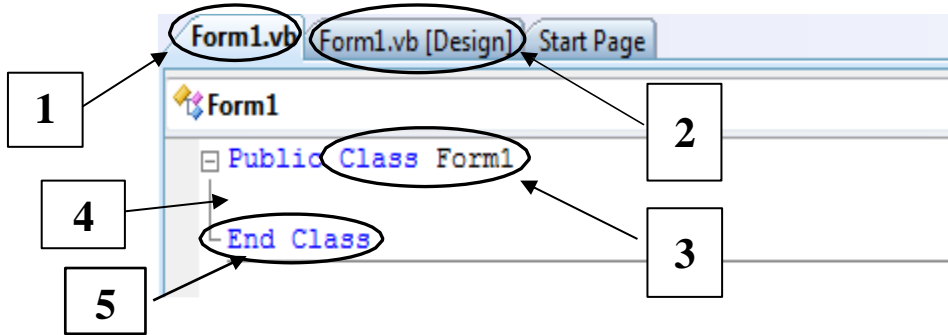 Form1.vb Form1.vb [Design] Start Page
1
Form1
2
Public Class Form1
4
End Class
3
5